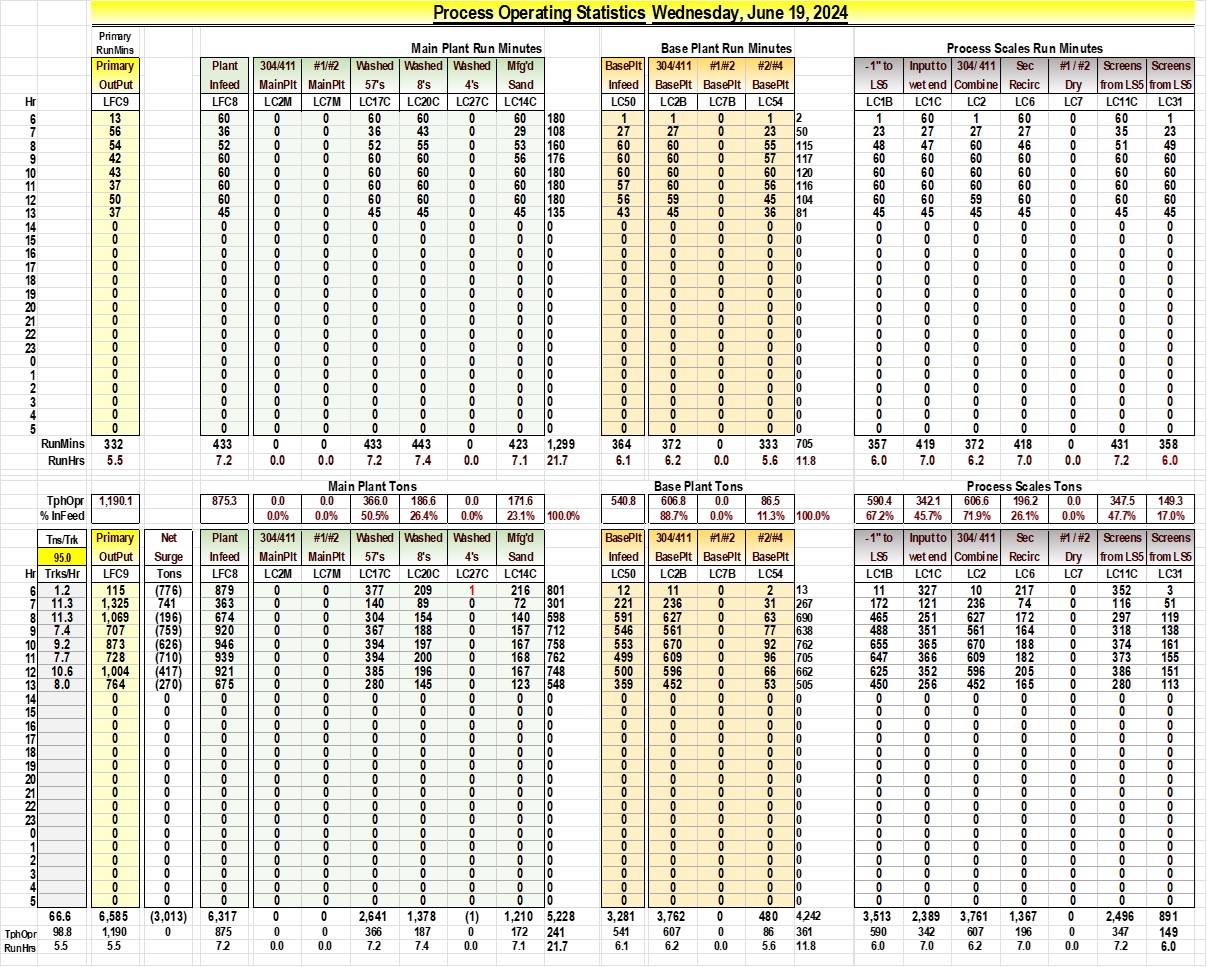 Process Operating Statistics Wednesday, June 19, 2024
Primary
RunMins Main Plant Run Minutes Base Plant Run Minutes Process Scales Run Minutes
Primary Plant 304/411 #1/#2 Washed Washed Washed Mfg'd BasePlt 304/411 #1/#2 #2/#4 -1" to Input to 304/ 411 Sec #1 / #2 Screens Screens
OutPut Infeed MainPlt MainPlt 57's 8's 4's Sand Infeed BasePlt BasePlt BasePlt LS5 wet end Combine Recirc Dry from LS5 from LS5
Hr LFC9 LFC8 LC2M LC7M LC17C LC20C LC27C LC14C LC50 LC2B LC7B LC54 LC1B LC1C LC2 LC6 LC7 LC11C LC31
6 13 60 0 0 60 60 0 60 180 1 1 0 1 2 1 60 1 60 0 60 1
7 56 36 0 0 36 43 0 29 108 27 27 0 23 50 23 27 27 27 0 35 23
8 54 52 0 0 52 55 0 53 160 60 60 0 55 115 48 47 60 46 0 51 49
9 42 60 0 0 60 60 0 56 176 60 60 0 57 117 60 60 60 60 0 60 60
10 43 60 0 0 60 60 0 60 180 60 60 0 60 120 60 60 60 60 0 60 60
11 37 60 0 0 60 60 0 60 180 57 60 0 56 116 60 60 60 60 0 60 60
12 50 60 0 0 60 60 0 60 180 56 59 0 45 104 60 60 59 60 0 60 60
13 37 45 0 0 45 45 0 45 135 43 45 0 36 81 45 45 45 45 0 45 45
14 0 0 0 0 0 0 0 0 0 0 0 0 0 0 0 0 0 0 0 0 0
15 0 0 0 0 0 0 0 0 0 0 0 0 0 0 0 0 0 0 0 0 0
16 0 0 0 0 0 0 0 0 0 0 0 0 0 0 0 0 0 0 0 0 0
17 0 0 0 0 0 0 0 0 0 0 0 0 0 0 0 0 0 0 0 0 0
18 0 0 0 0 0 0 0 0 0 0 0 0 0 0 0 0 0 0 0 0 0
19 0 0 0 0 0 0 0 0 0 0 0 0 0 0 0 0 0 0 0 0 0
20 0 0 0 0 0 0 0 0 0 0 0 0 0 0 0 0 0 0 0 0 0
21 0 0 0 0 0 0 0 0 0 0 0 0 0 0 0 0 0 0 0 0 0
22 0 0 0 0 0 0 0 0 0 0 0 0 0 0 0 0 0 0 0 0 0
23 0 0 0 0 0 0 0 0 0 0 0 0 0 0 0 0 0 0 0 0 0
0 0 0 0 0 0 0 0 0 0 0 0 0 0 0 0 0 0 0 0 0 0
1 0 0 0 0 0 0 0 0 0 0 0 0 0 0 0 0 0 0 0 0 0
2 0 0 0 0 0 0 0 0 0 0 0 0 0 0 0 0 0 0 0 0 0
3 0 0 0 0 0 0 0 0 0 0 0 0 0 0 0 0 0 0 0 0 0
4 0 0 0 0 0 0 0 0 0 0 0 0 0 0 0 0 0 0 0 0 0
5 0 0 0 0 0 0 0 0 0 0 0 0 0 0 0 0 0 0 0 0 0
RunMins 332 433 0 0 433 443 0 423 1,299 364 372 0 333 705 357 419 372 418 0 431 358
RunHrs 5.5 7.2 0.0 0.0 7.2 7.4 0.0 7.1 21.7 6.1 6.2 0.0 5.6 11.8 6.0 7.0 6.2 7.0 0.0 7.2 6.0
Main Plant Tons Base Plant Tons Process Scales Tons
TphOpr 1,190.1 875.3 0.0 0.0 366.0 186.6 0.0 171.6 540.8 606.8 0.0 86.5 590.4 342.1 606.6 196.2 0.0 347.5 149.3
% InFeed 0.0% 0.0% 50.5% 26.4% 0.0% 23.1% 100.0% 88.7% 0.0% 11.3% 100.0% 67.2% 45.7% 71.9% 26.1% 0.0% 47.7% 17.0%
Tns/Trk Primary Net Plant 304/411 #1/#2 Washed Washed Washed Mfg'd BasePlt 304/411 #1/#2 #2/#4 -1" to Input to 304/ 411 Sec #1 / #2 Screens Screens
95.0 OutPut Surge Infeed MainPlt MainPlt 57's 8's 4's Sand Infeed BasePlt BasePlt BasePlt LS5 wet end Combine Recirc Dry from LS5 from LS5
Hr Trks/Hr LFC9 Tons LFC8 LC2M LC7M LC17C LC20C LC27C LC14C LC50 LC2B LC7B LC54 LC1B LC1C LC2 LC6 LC7 LC11C LC31
6 1.2 115 (776) 879 0 0 377 209 1 216 801 12 11 0 2 13 11 327 10 217 0 352 3
7 11.3 1,325 741 363 0 0 140 89 0 72 301 221 236 0 31 267 172 121 236 74 0 116 51
8 11.3 1,069 (196) 674 0 0 304 154 0 140 598 591 627 0 63 690 465 251 627 172 0 297 119
9 7.4 707 (759) 920 0 0 367 188 0 157 712 546 561 0 77 638 488 351 561 164 0 318 138
10 9.2 873 (626) 946 0 0 394 197 0 167 758 553 670 0 92 762 655 365 670 188 0 374 161
11 7.7 728 (710) 939 0 0 394 200 0 168 762 499 609 0 96 705 647 366 609 182 0 373 155
12 10.6 1,004 (417) 921 0 0 385 196 0 167 748 500 596 0 66 662 625 352 596 205 0 386 151
13 8.0 764 (270) 675 0 0 280 145 0 123 548 359 452 0 53 505 450 256 452 165 0 280 113
14 0 0 0 0 0 0 0 0 0 0 0 0 0 0 0 0 0 0 0 0 0 0
15 0 0 0 0 0 0 0 0 0 0 0 0 0 0 0 0 0 0 0 0 0 0
16 0 0 0 0 0 0 0 0 0 0 0 0 0 0 0 0 0 0 0 0 0 0
17 0 0 0 0 0 0 0 0 0 0 0 0 0 0 0 0 0 0 0 0 0 0
18 0 0 0 0 0 0 0 0 0 0 0 0 0 0 0 0 0 0 0 0 0 0
19 0 0 0 0 0 0 0 0 0 0 0 0 0 0 0 0 0 0 0 0 0 0
20 0 0 0 0 0 0 0 0 0 0 0 0 0 0 0 0 0 0 0 0 0 0
21 0 0 0 0 0 0 0 0 0 0 0 0 0 0 0 0 0 0 0 0 0 0
22 0 0 0 0 0 0 0 0 0 0 0 0 0 0 0 0 0 0 0 0 0 0
23 0 0 0 0 0 0 0 0 0 0 0 0 0 0 0 0 0 0 0 0 0 0
0 0 0 0 0 0 0 0 0 0 0 0 0 0 0 0 0 0 0 0 0 0 0
1 0 0 0 0 0 0 0 0 0 0 0 0 0 0 0 0 0 0 0 0 0 0
2 0 0 0 0 0 0 0 0 0 0 0 0 0 0 0 0 0 0 0 0 0 0
3 0 0 0 0 0 0 0 0 0 0 0 0 0 0 0 0 0 0 0 0 0 0
4 0 0 0 0 0 0 0 0 0 0 0 0 0 0 0 0 0 0 0 0 0 0
5 0 0 0 0 0 0 0 0 0 0 0 0 0 0 0 0 0 0 0 0 0 0
66.6 6,585 (3,013) 6,317 0 0 2,641 1,378 (1) 1,210 5,228 3,281 3,762 0 480 4,242 3,513 2,389 3,761 1,367 0 2,496 891
TphOpr 98.8 1,190 0 875 0 0 366 187 0 172 241 541 607 0 86 361 590 342 607 196 0 347 149
RunHrs 5.5 5.5 7.2 0.0 0.0 7.2 7.4 0.0 7.1 21.7 6.1 6.2 0.0 5.6 11.8 6.0 7.0 6.2 7.0 0.0 7.2 6.0